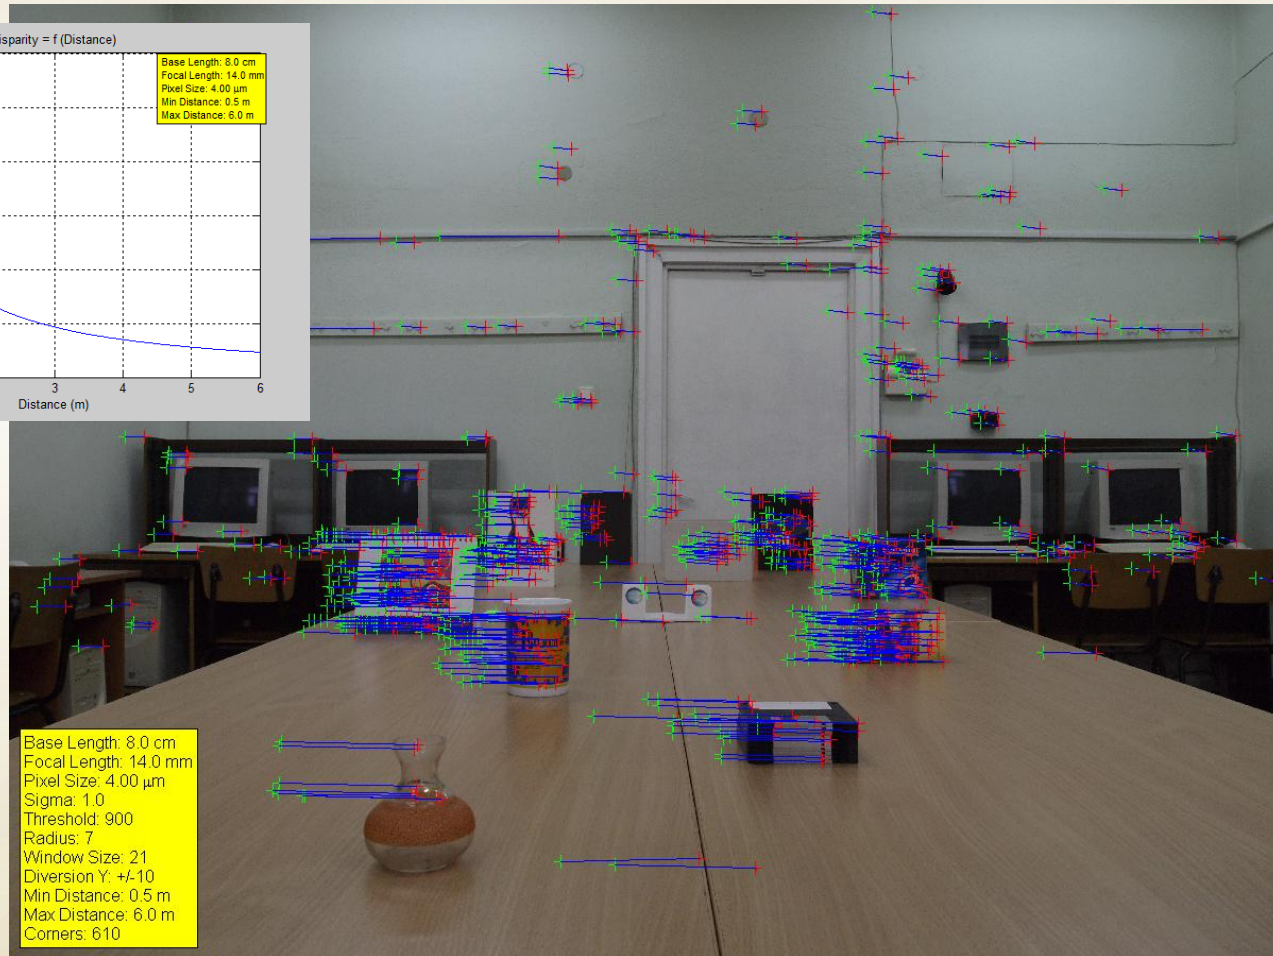 isparity = f (Distance)
Base Length: 8.0 cm
Focal Length: 14.0 mm
Pixel Size: 4.00 μm
Min Distance: 0.5 m
Max Distance: 6.0 m
3 4 5 6
Distance (m)
Base Length: 8.0 cm
Focal Length: 14.0 mm
Pixel Size: 4.00 μm
Sigma: 1.0
Threshold: 900
Radius: 7
Window Size: 21
Diversion Y: +/-10
Min Distance: 0.5 m
Max Distance: 6.0 m
Corners: 610